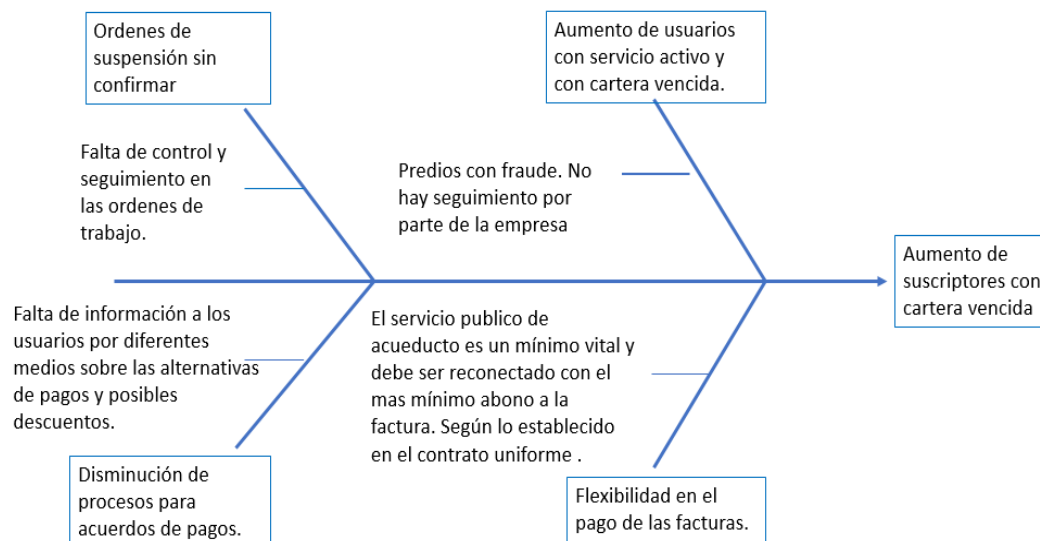 Ordenes de
suspensión sin
confirmar
Aumento de usuarios
con servicio activo y
con cartera vencida.
Falta de control y
seguimiento en
las ordenes de
trabajo.
Predios con fraude. No
hay seguimiento por
parte de la empresa
Aumento de
suscriptores con
cartera vencida
Falta de información a los
usuarios por diferentes
medios sobre las alternativas
de pagos y posibles
descuentos.
El servicio publico de
acueducto es un mínimo vital y
debe ser reconectado con el
mas mínimo abono a la
factura. Según lo establecido
en el contrato uniforme .
Disminución de
procesos para
acuerdos de pagos.
Flexibilidad en el
pago de las facturas.